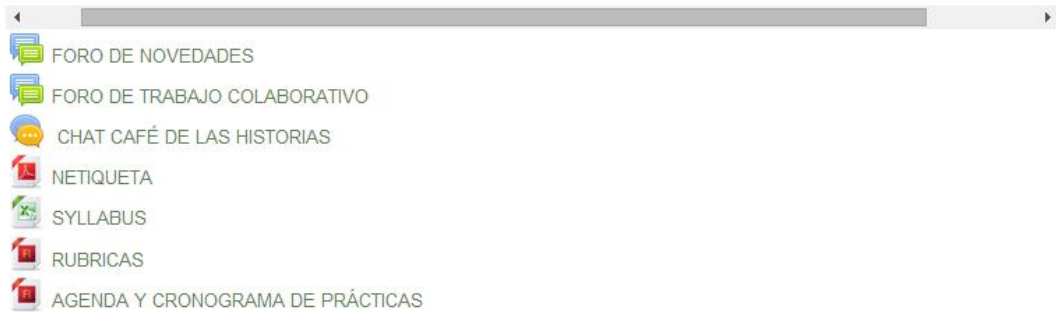 FORO DE NOVEDADES
FORO DE TRABAJO COLABORATIVO
CHAT CAFÉ DE LAS HISTORIAS
NETIQUETA
SYLLABUS
RUBRICAS
AGENDA Y CRONOGRAMA DE PRÁCTICAS